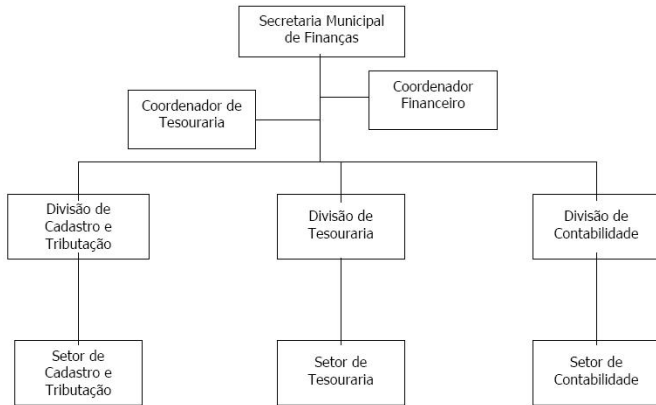 Secretaria Municipal
de Finanças
Coordenador
Financeiro
Coordenador de
Tesouraria
Divisão de
Cadastro e
Tributação
Divisão de
Tesouraria
Divisão de
Contabilidade
Setor de
Cadastro e
Tributação
Setor de
Tesouraria
Setor de
Contabilidade